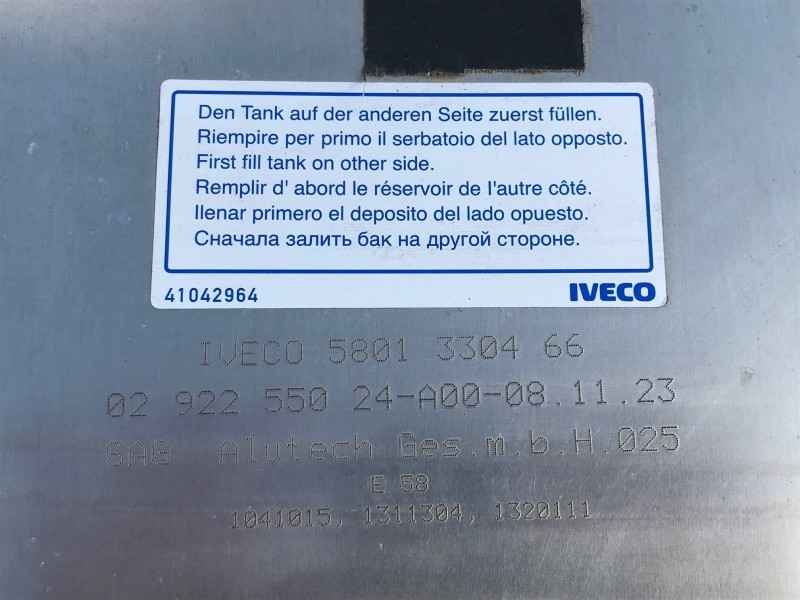 Den Tank auf der anderen Seite zuerst füllen.
Riempire per primo il serbatoio del lato opposto.
First fill tank on other side.
Remplir d' abord le réservoir de l'autre côté.
llenar primero el deposito del lado opuesto.
Сначала залить бак на другой стороне.
41042964 IVECO
IVECO 5801 3304 66
02 922 550 24-A00-08.11.23
SAG Alutech Ges.m.b.H.025
E 58
1041015, 1311304, 1320111